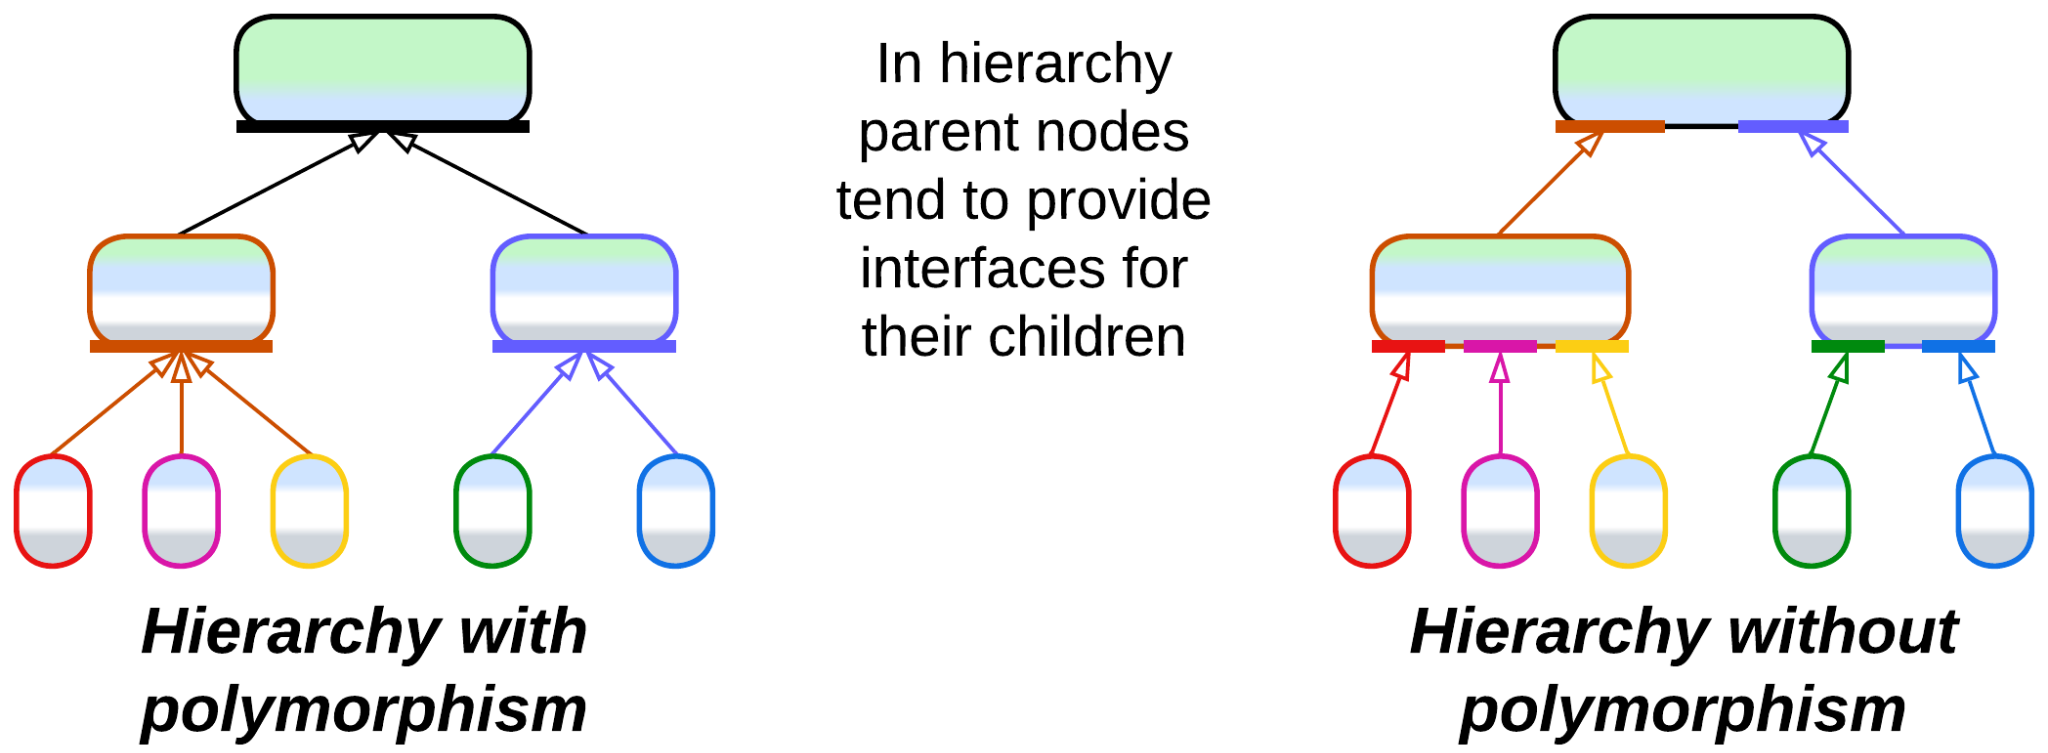 In hierarchy
parent nodes
tend to provide
interfaces for
their children
Hierarchy with
polymorphism
Hierarchy without
polymorphism